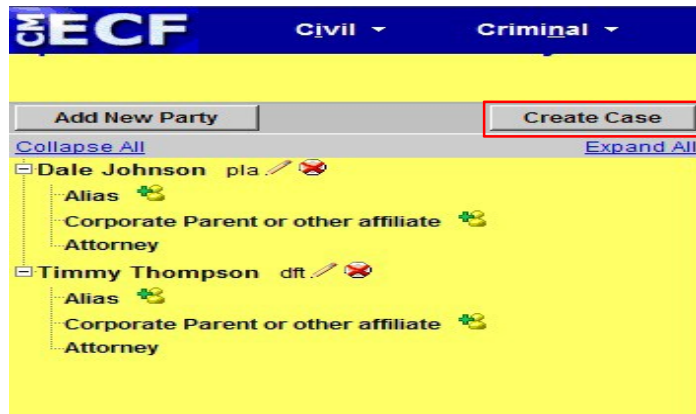 CM ECF Civil Criminal
Add New Party Create Case
Collapse All Expand All
Dale Johnson pla
Alias
Corporate Parent or other affiliate
Attorney
Timmy Thompson dft
Alias
Corporate Parent or other affiliate
Attorney